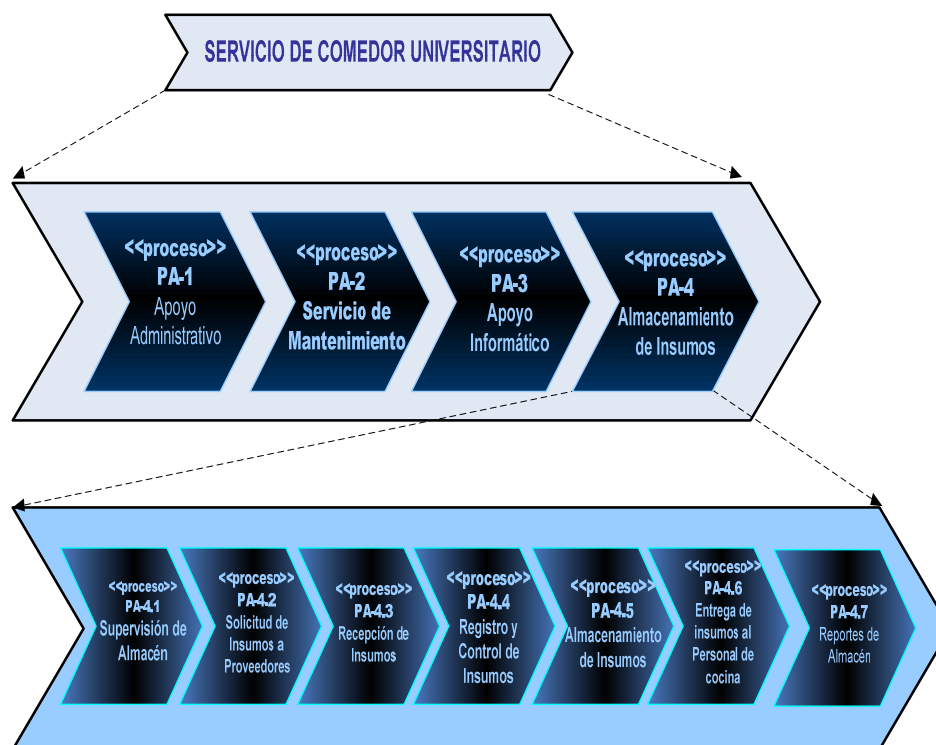 SERVICIO DE COMEDOR UNIVERSITARIO
<<proceso>>
PA-1
Apoyo
Administrativo
<<proceso>>
PA-2
Servicio de
Mantenimiento
<<proceso>>
PA-3
Apoyo
Informático
<<proceso>>
PA-4
Almacenamiento
de Insumos
<<proceso>>
PA-4.1
Supervisión de
Almacén
<<proceso>>
PA-4.2
Solicitud de
Insumos a
Proveedores
<<proceso>>
PA-4.3
Recepción de
Insumos
<<proceso>>
PA-4.4
Registro y
Control de
Insumos
<<proceso>>
PA-4.5
Almacenamiento
de Insumos
<<proceso>>
PA-4.6
Entrega de
insumos al
Personal de
cocina
<<proceso>>
PA-4.7
Reportes de
Almacén